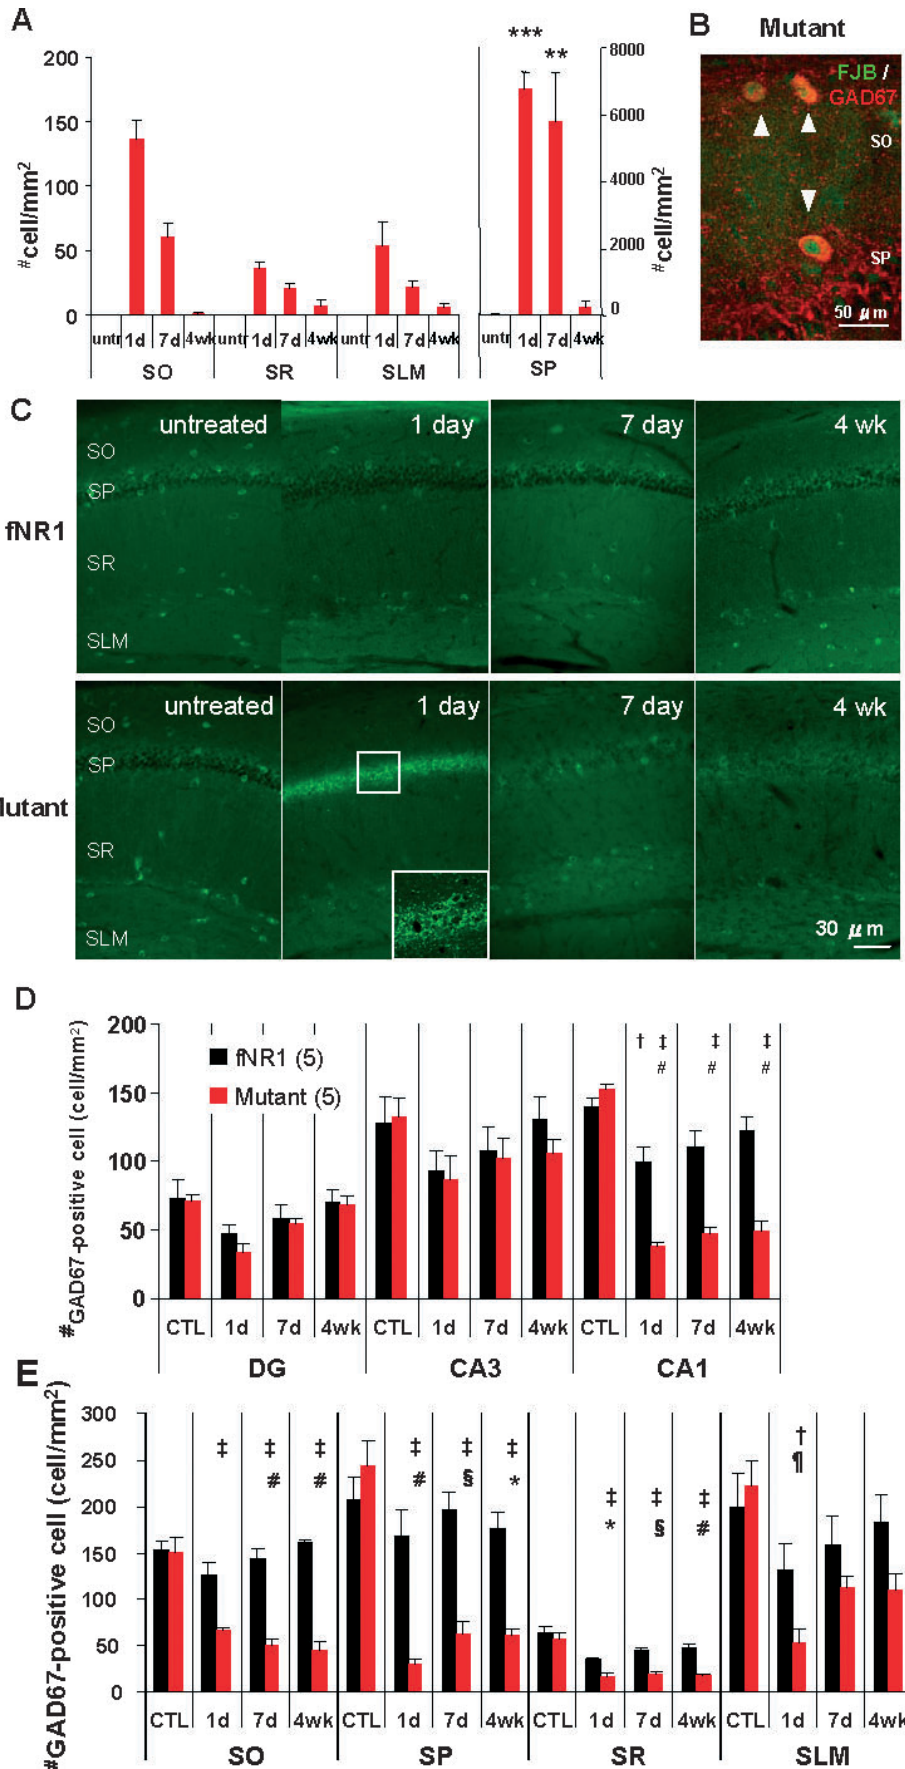 A
200
150
100
50
0
#cell/mm²
*** **
8000
6000
4000
2000
0
#cell/mm²
untr 1d 7d 4wk untr 1d 7d 4wk untr 1d 7d 4wk untr 1d 7d 4wk
SO SR SLM SP
B Mutant
FJB /
GAD67
SO
SP
50 μm
C
fNR1
untreated 1 day 7 day 4 wk
SO
SP
SR
SLM
Mutant
untreated 1 day 7 day 4 wk
SO
SP
SR
SLM
30 μm
D
#GAD67-positive cell (cell/mm²)
200
150
100
50
0
fNR1 (5)
Mutant (5)
† ‡ ‡ ‡
# # #
CTL 1d 7d 4wk CTL 1d 7d 4wk CTL 1d 7d 4wk
DG CA3 CA1
E
#GAD67-positive cell (cell/mm²)
300
250
200
150
100
50
0
‡ ‡ ‡ ‡ ‡ ‡ ‡ ‡ ‡ †
# # # § * * § # ¶
CTL 1d 7d 4wk CTL 1d 7d 4wk CTL 1d 7d 4wk CTL 1d 7d 4wk
SO SP SR SLM